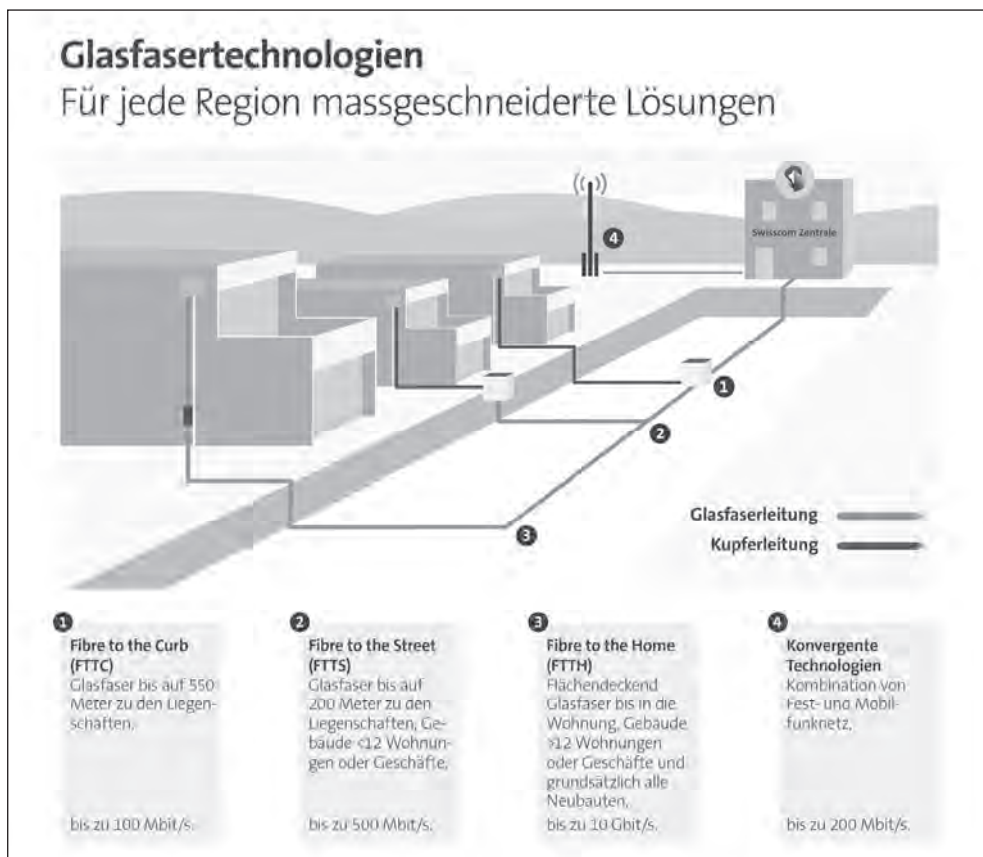 Glasfasertechnologien
Für jede Region massgeschneiderte Lösungen
4
Swisscom Zentrale
1
2
3
Glasfaserleitung
Kupferleitung
1
Fibre to the Curb
(FTTC)
Glasfaser bis auf 550
Meter zu den Liegen-
schaften.
bis zu 100 Mbit/s.
2
Fibre to the Street
(FTTS)
Glasfaser bis auf
200 Meter zu den
Liegenschaften, Ge-
bäude <12 Wohnun-
gen oder Geschäfte.
bis zu 500 Mbit/s.
3
Fibre to the Home
(FTTH)
Flächendeckend
Glasfaser bis in die
Wohnung, Gebäude
>12 Wohnungen
oder Geschäfte und
grundsätzlich alle
Neubauten.
bis zu 10 Gbit/s.
4
Konvergente
Technologien
Kombination von
Fest- und Mobil-
funknetz.
bis zu 200 Mbit/s.